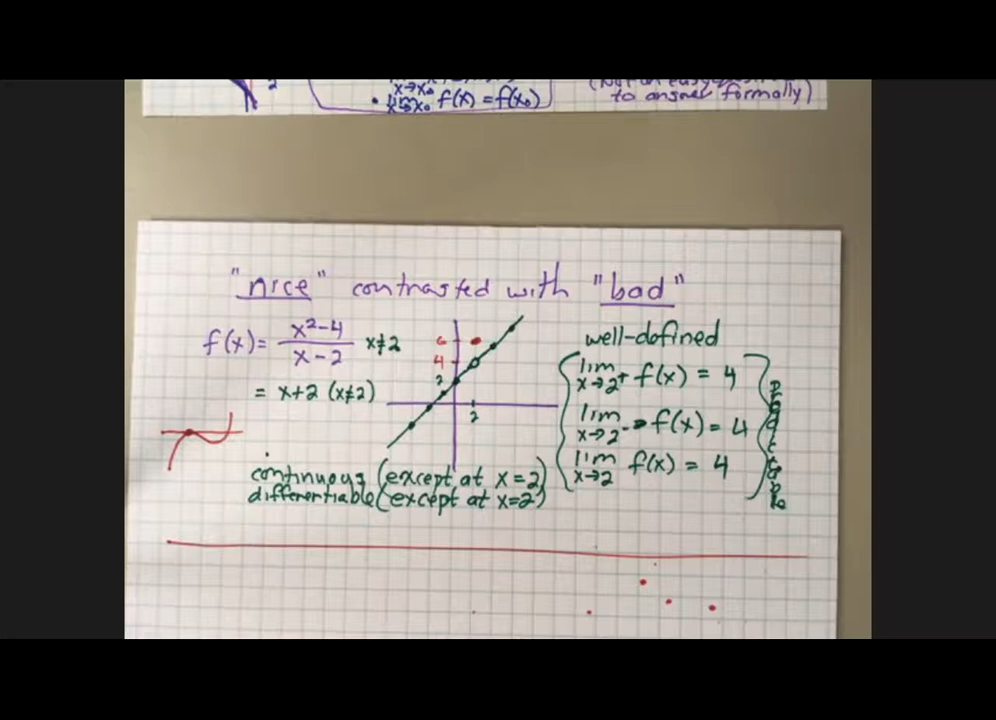 2
x→x₀
• lim x→x₀ f(x) = f(x₀)
to answer formally)
"nice" contrasted with "bad"
f(x) = x²-4 / x-2 x≠2
= x+2 (x≠2)
6
4
2
2
well-defined
lim x→2⁺ f(x) = 4
lim x→2⁻ f(x) = 4
lim x→2 f(x) = 4
predictable
continuous (except at x=2)
differentiable (except at x=2)